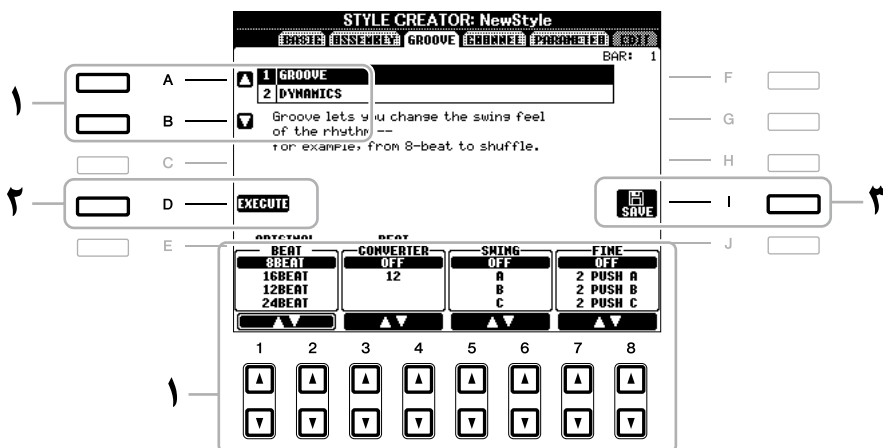 STYLE CREATOR: NewStyle
BASIC ASSEMBLY GROOVE CHANNEL PARAMETER EDIT
BAR: 1
١
A
1 GROOVE
F
2 DYNAMICS
B
Groove lets you change the swing feel
G
of the rhythm --
for example, from 8-beat to shuffle.
C
H
٢
D
EXECUTE
SAVE
I
٣
E
J
ORIGINAL BEAT
BEAT CONVERTER SWING FINE
8BEAT OFF OFF OFF
16BEAT 12 A 2 PUSH A
12BEAT B 2 PUSH B
24BEAT C 2 PUSH C
1 2 3 4 5 6 7 8
١